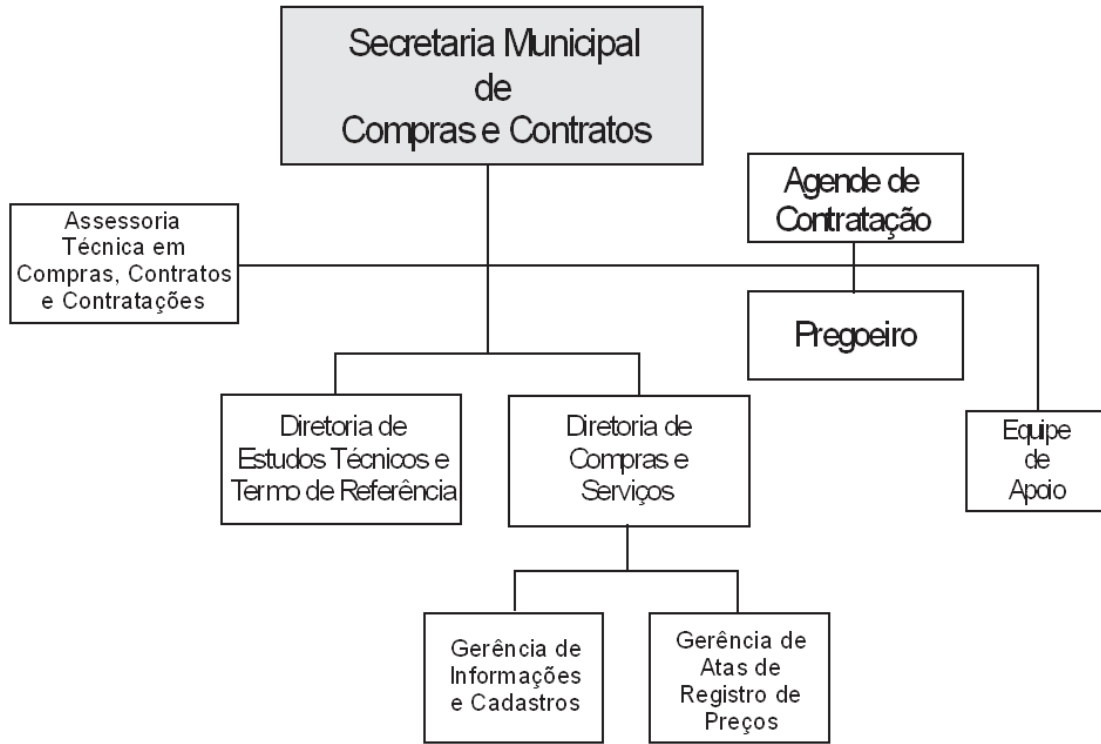 Secretaria Municipal
de
Compras e Contratos
Agende de
Contratação
Assessoria
Técnica em
Compras, Contratos
e Contratações
Pregoeiro
Diretoria de
Estudos Técnicos e
Termo de Referência
Diretoria de
Compras e
Serviços
Equipe
de
Apoio
Gerência de
Informações
e Cadastros
Gerência de
Atas de
Registro de
Preços